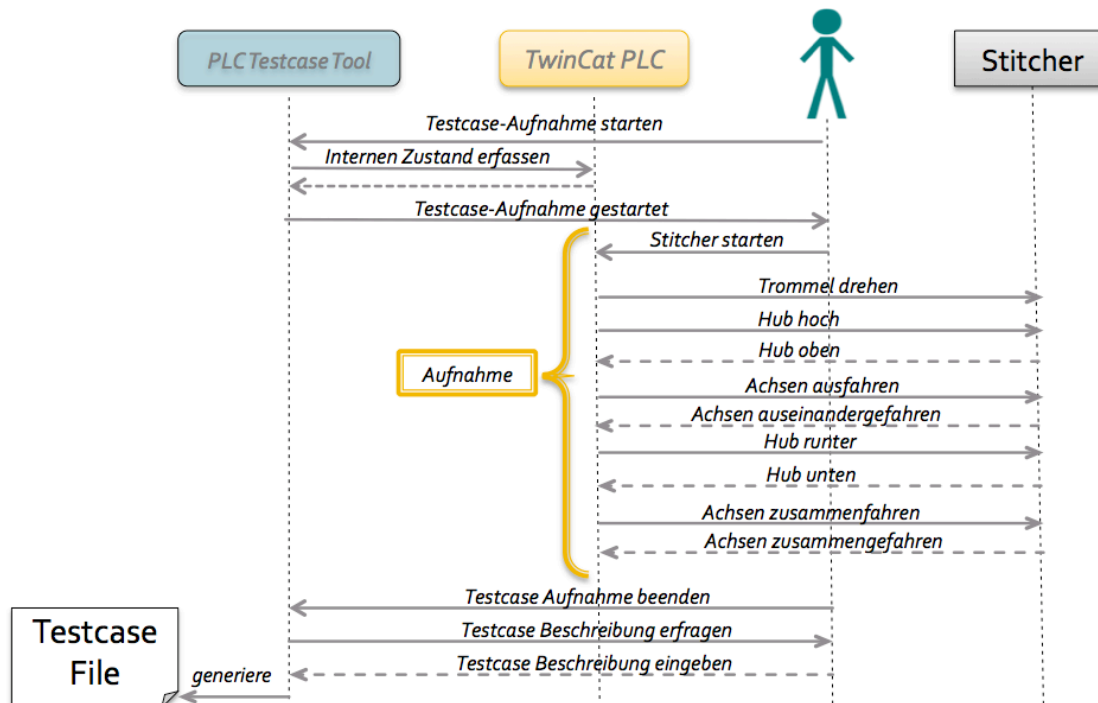 PLC Testcase Tool
TwinCat PLC
Stitcher
Testcase-Aufnahme starten
Internen Zustand erfassen
Testcase-Aufnahme gestartet
Stitcher starten
Trommel drehen
Hub hoch
Hub oben
Aufnahme
Achsen ausfahren
Achsen auseinandergefahren
Hub runter
Hub unten
Achsen zusammenfahren
Achsen zusammengefahren
Testcase Aufnahme beenden
Testcase Beschreibung erfragen
Testcase Beschreibung eingeben
Testcase
File
generiere